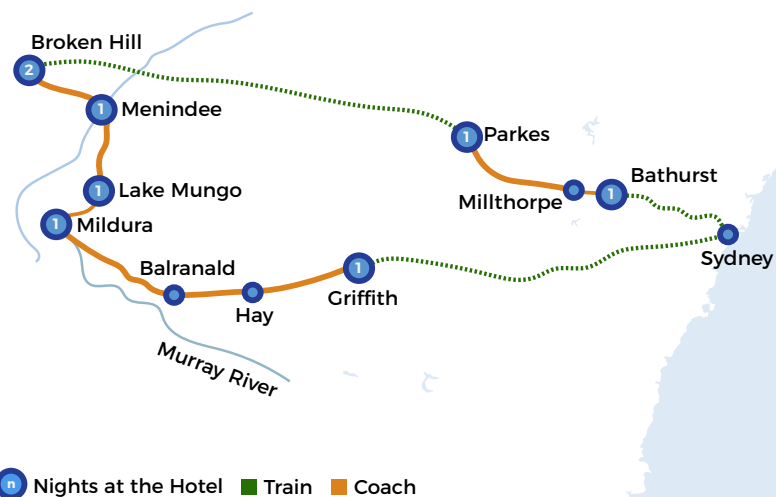 Broken Hill
2
1
Menindee
1
Parkes
1
Lake Mungo
Bathurst
Millthorpe
1
1
Mildura
Sydney
Balranald
1
Hay
Griffith
Murray River
n
Nights at the Hotel
Train
Coach